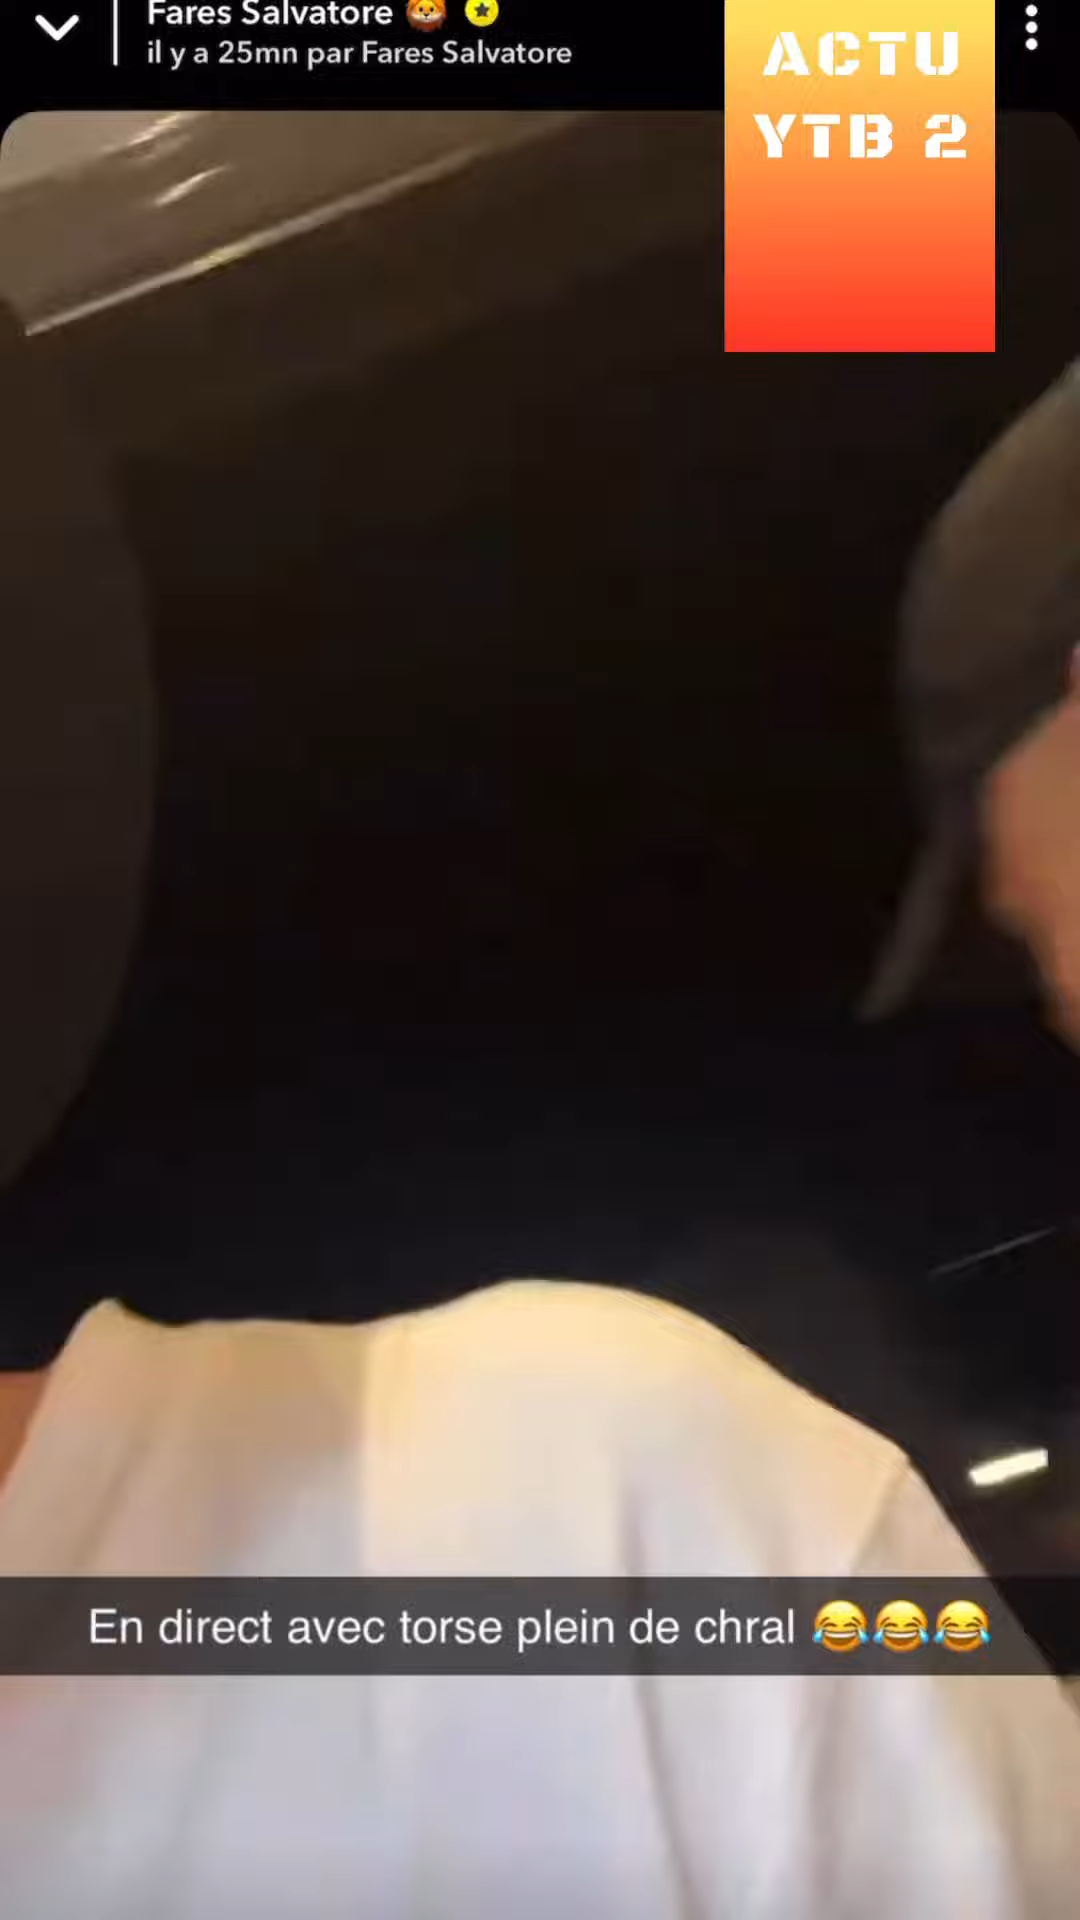 Fares Salvatore 🦁
il y a 25mn par Fares Salvatore
ACTU
YTB 2
En direct avec torse plein de chral 😂😂😂